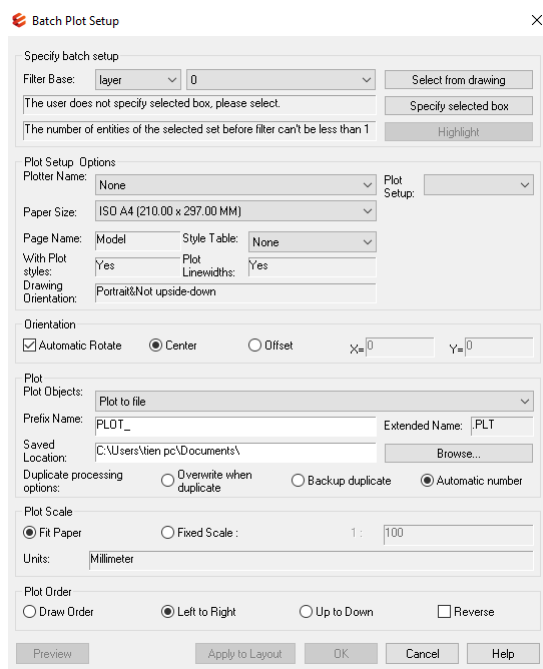 Batch Plot Setup
Specify batch setup
Filter Base: layer 0 Select from drawing
The user does not specify selected box, please select. Specify selected box
The number of entities of the selected set before filter can't be less than 1 Highlight
Plot Setup Options
Plotter Name: None Plot Setup:
Paper Size: ISO A4 (210.00 x 297.00 MM)
Page Name: Model Style Table: None
With Plot styles: Yes Plot Linewidths: Yes
Drawing Orientation: Portrait&Not upside-down
Orientation
Automatic Rotate Center Offset X= 0 Y= 0
Plot
Plot Objects: Plot to file
Prefix Name: PLOT_ Extended Name: .PLT
Saved Location: C:\Users\tien pc\Documents\ Browse...
Duplicate processing options: Overwrite when duplicate Backup duplicate Automatic number
Plot Scale
Fit Paper Fixed Scale : 1 : 100
Units: Millimeter
Plot Order
Draw Order Left to Right Up to Down Reverse
Preview Apply to Layout OK Cancel Help